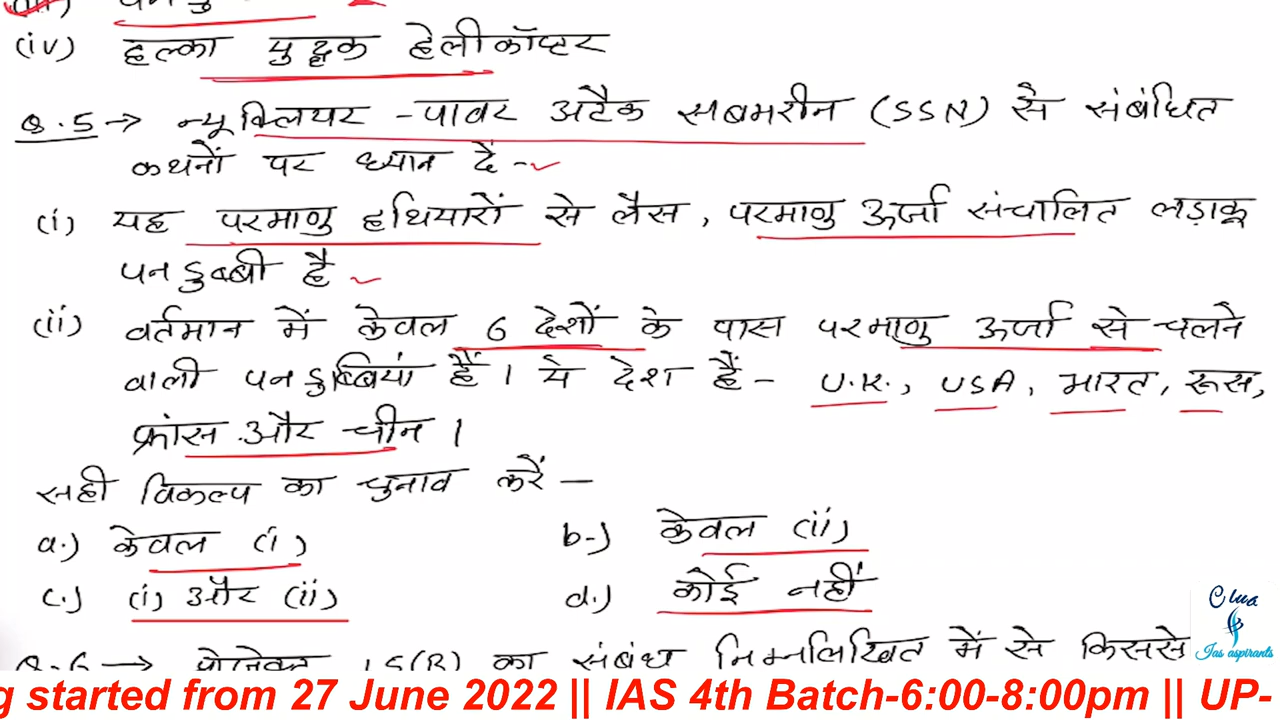 (iv) हल्का युद्धक हेलीकॉप्टर
Q.5→ न्यूक्लियर -पावर अटैक सबमरीन (SSN) से संबंधित
कथनों पर ध्यान दें -
(i) यह परमाणु हथियारों से लैस, परमाणु ऊर्जा संचालित लड़ाकू
पनडुब्बी है
(ii) वर्तमान में केवल 6 देशों के पास परमाणु ऊर्जा से चलने
वाली पनडुब्बियां हैं। ये देश हैं - U.K., USA, भारत, रूस,
फ्रांस और चीन।
सही विकल्प का चुनाव करें -
a.) केवल (i)
b.) केवल (ii)
c.) (i) और (ii)
d.) कोई नहीं
Q.6→ प्रोजेक्ट का संबंध निम्नलिखित में से किससे
Clue
Ias aspirants
g started from 27 June 2022 || IAS 4th Batch-6:00-8:00pm || UP-